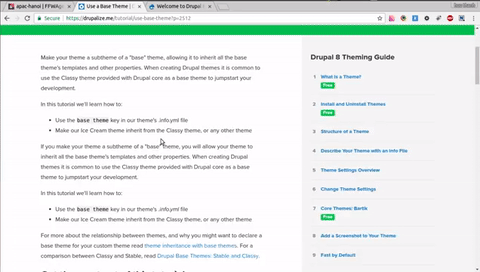 apac-hanoi | FFWAge
Use a Base Theme | D
Welcome to Drupal 8
Secure | https://drupalize.me/tutorial/use-base-theme?p=2512
Make your theme a subtheme of a "base" theme, allowing it to inherit all the base
theme's templates and other properties. When creating Drupal themes it is common to
use the Classy theme provided with Drupal core as a base theme to jumpstart your
development.
In this tutorial we'll learn how to:
Use the base theme key in our theme's .info.yml file
Make our Ice Cream theme inherit from the Classy theme, or any other theme
If you make your theme a subtheme of a "base" theme, you will allow your theme to
inherit all the base theme's templates and other properties. When creating Drupal
themes it is common to use the Classy theme provided with Drupal core as a base
theme to jumpstart your development.
In this tutorial we'll learn how to:
Use the base theme key in our theme's .info.yml file
Make our Ice Cream theme inherit from the Classy theme, or any other theme
For more about the relationship between themes, and why you might want to declare
a base theme for your custom theme read theme inheritance with base themes. For a
comparison between Classy and Stable, read Drupal Base Themes: Stable and Classy.
Drupal 8 Theming Guide
1 What Is a Theme?
Free
2 Install and Uninstall Themes
Free
3 Structure of a Theme
4 Describe Your Theme with an Info File
5 Theme Settings Overview
6 Change Theme Settings
7 Core Themes: Bartik
Free
8 Add a Screenshot to Your Theme
9 Fast by Default